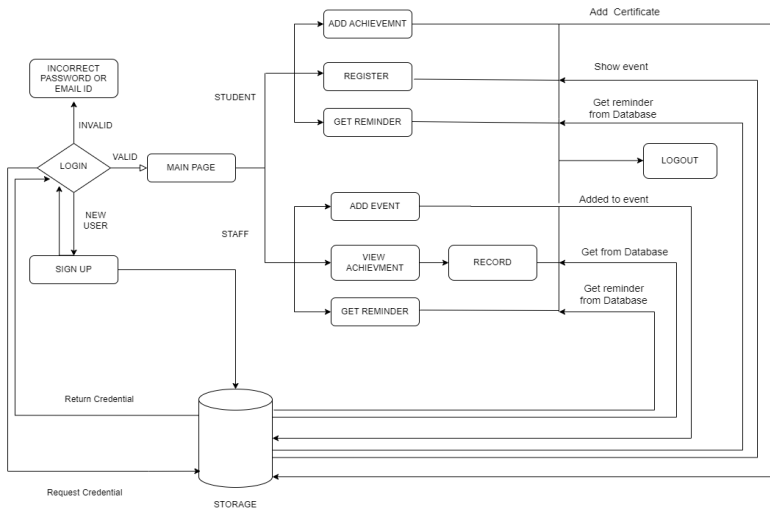 Add Certificate
ADD ACHIEVEMNT
INCORRECT
PASSWORD OR
EMAIL ID
Show event
REGISTER
STUDENT
Get reminder
from Database
GET REMINDER
INVALID
VALID
LOGIN
MAIN PAGE
LOGOUT
Added to event
ADD EVENT
NEW
USER
STAFF
Get from Database
VIEW
ACHIEVMENT
RECORD
SIGN UP
Get reminder
from Database
GET REMINDER
Return Credential
Request Credential
STORAGE